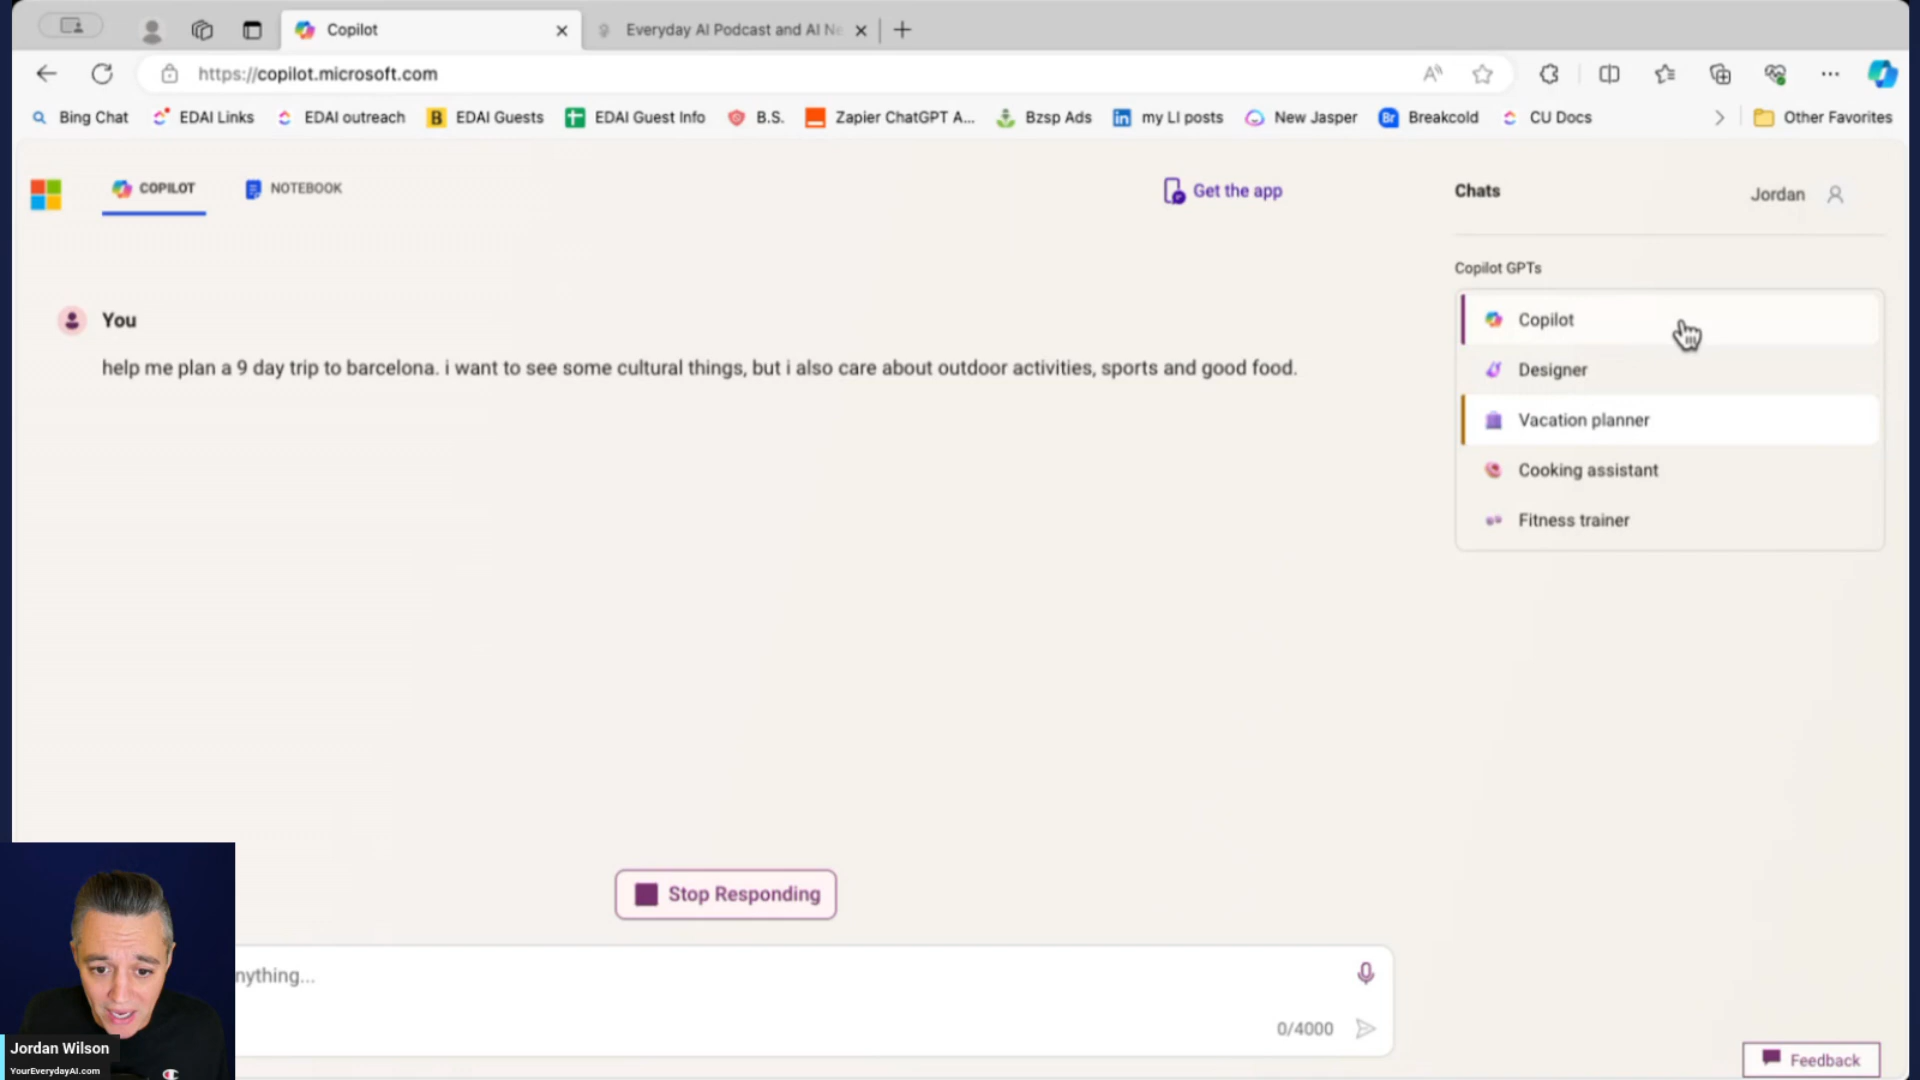 Copilot
Everyday AI Podcast and AI Ne
https://copilot.microsoft.com
Bing Chat
EDAI Links
EDAI outreach
B EDAI Guests
EDAI Guest Info
B.S.
Zapier ChatGPT A...
Bzsp Ads
in my LI posts
New Jasper
Br Breakcold
CU Docs
Other Favorites
COPILOT
NOTEBOOK
Get the app
Chats
Jordan
Copilot GPTs
Copilot
Designer
Vacation planner
Cooking assistant
Fitness trainer
You
help me plan a 9 day trip to barcelona. i want to see some cultural things, but i also care about outdoor activities, sports and good food.
Stop Responding
nything...
0/4000
Feedback
Jordan Wilson
YourEverydayAI.com